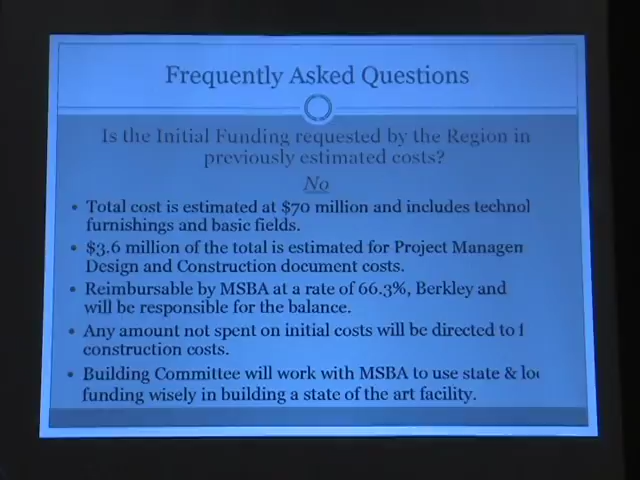 Frequently Asked Questions
Is the Initial Funding requested by the Region in
previously estimated costs?
No
• Total cost is estimated at $70 million and includes technol
furnishings and basic fields.
• $3.6 million of the total is estimated for Project Managen
Design and Construction document costs.
• Reimbursable by MSBA at a rate of 66.3%, Berkley and
will be responsible for the balance.
• Any amount not spent on initial costs will be directed to f
construction costs.
• Building Committee will work with MSBA to use state & loc
funding wisely in building a state of the art facility.